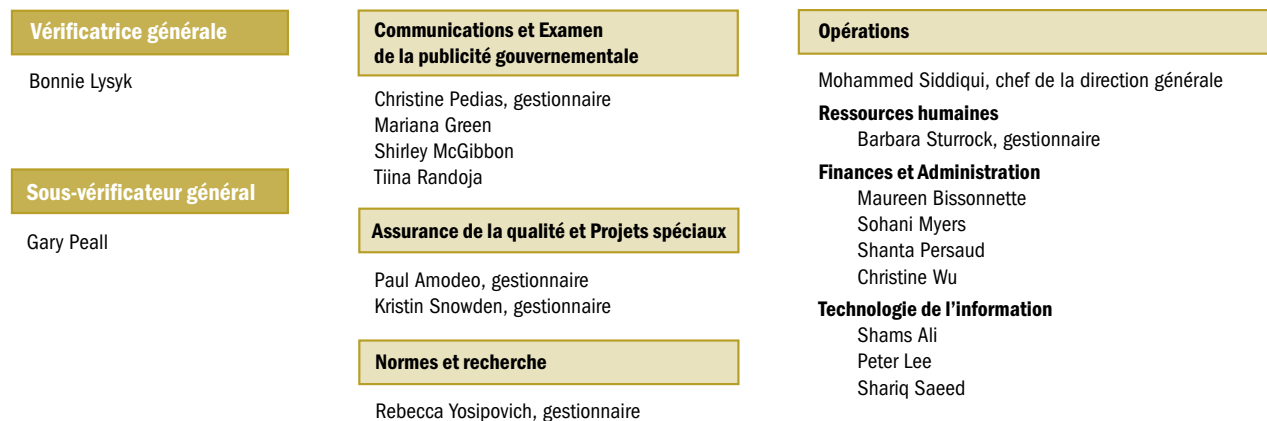 Vérificatrice générale
Bonnie Lysyk
Sous-vérificateur général
Gary Peall
Communications et Examen
de la publicité gouvernementale
Christine Pedias, gestionnaire
Mariana Green
Shirley McGibbon
Tiina Randoja
Assurance de la qualité et Projets spéciaux
Paul Amodeo, gestionnaire
Kristin Snowden, gestionnaire
Normes et recherche
Rebecca Yosipovich, gestionnaire
Opérations
Mohammed Siddiqui, chef de la direction générale
Ressources humaines
Barbara Sturrock, gestionnaire
Finances et Administration
Maureen Bissonnette
Sohani Myers
Shanta Persaud
Christine Wu
Technologie de l’information
Shams Ali
Peter Lee
Shariq Saeed